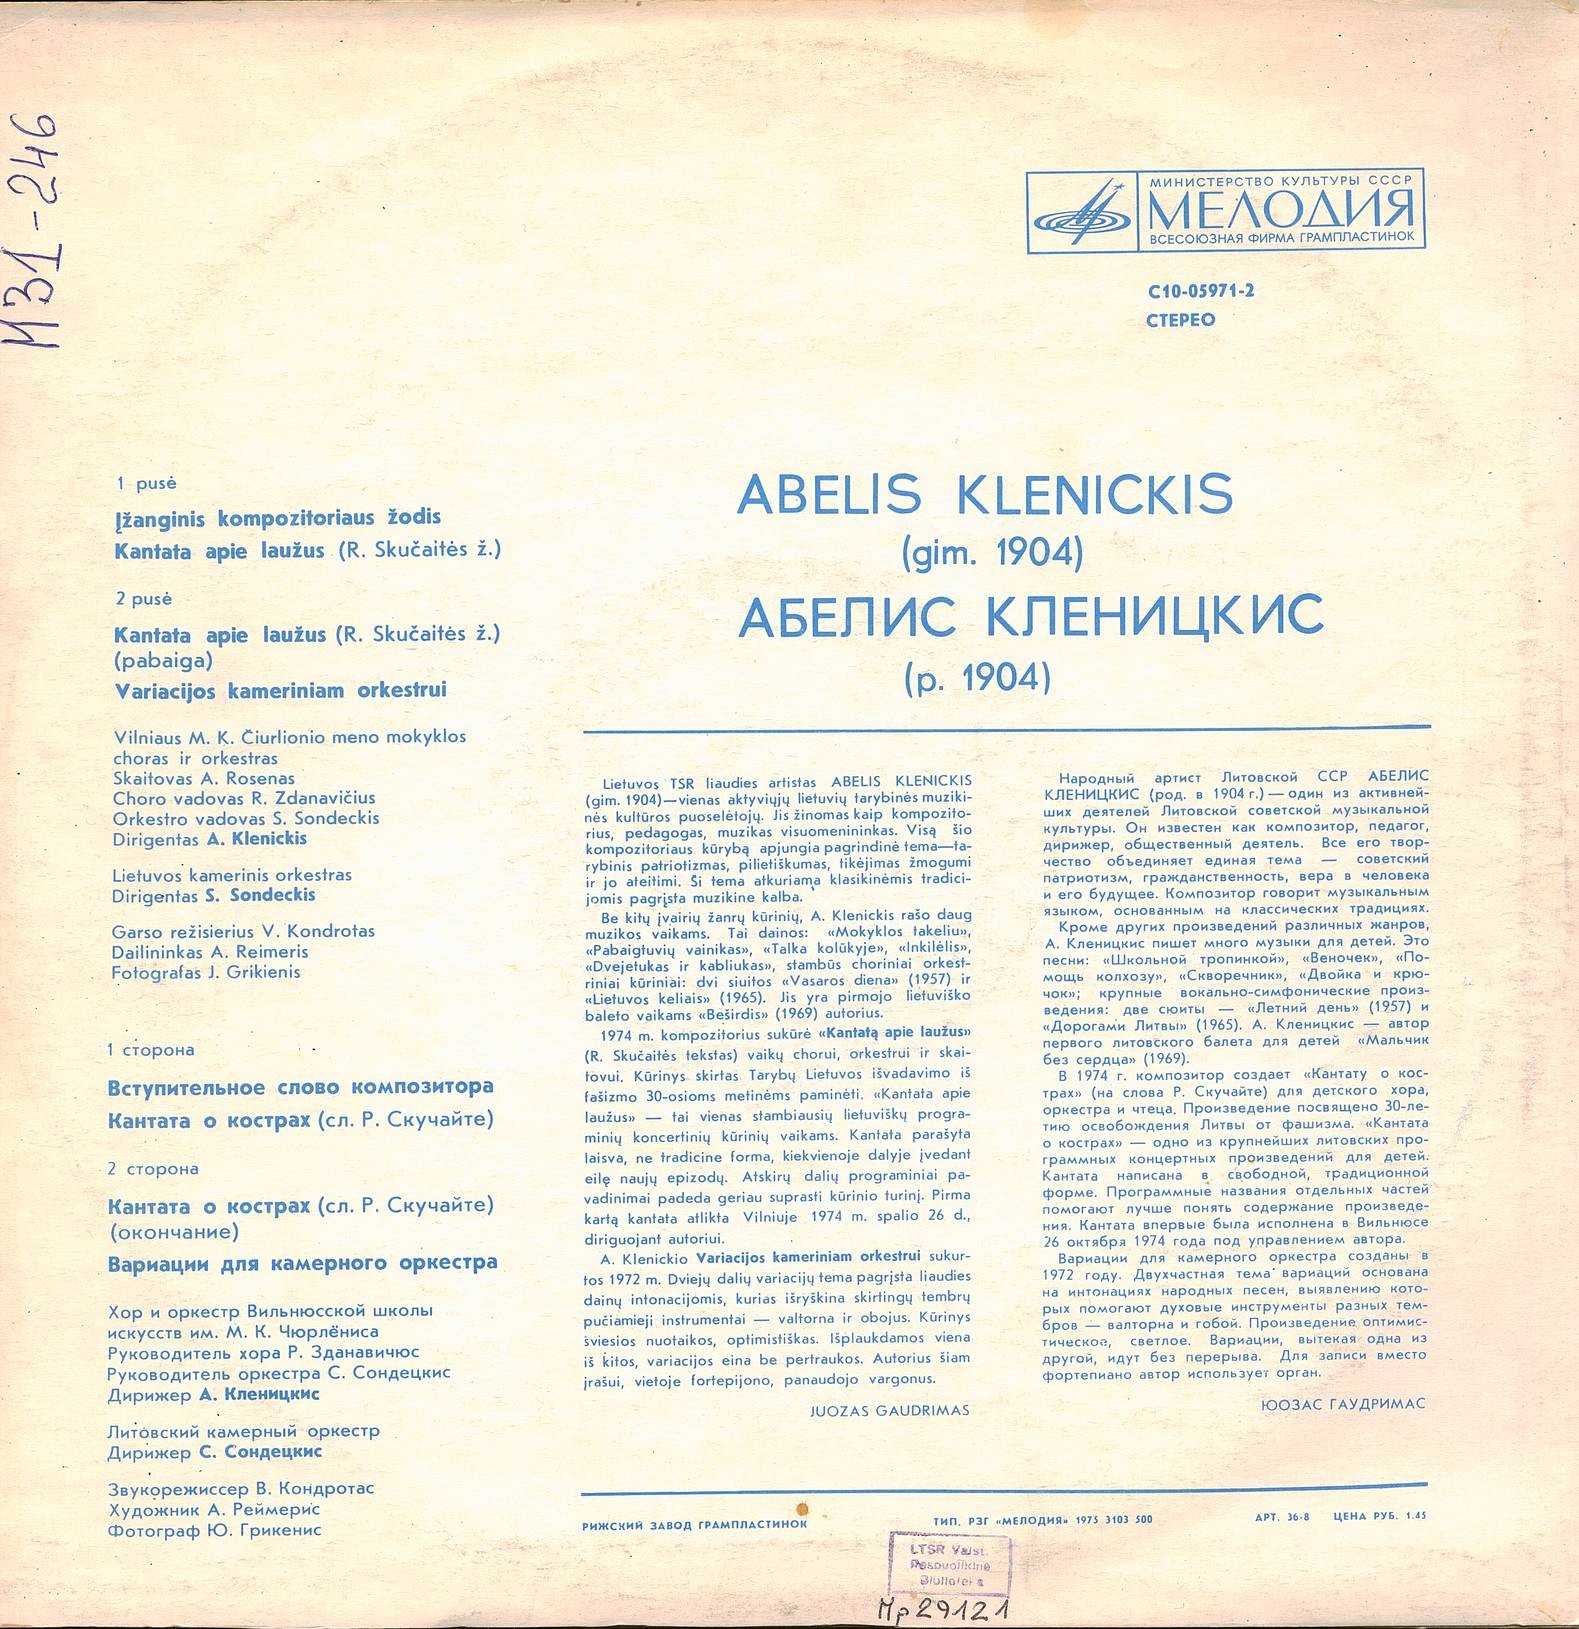 М31-246
МИНИСТЕРСТВО КУЛЬТУРЫ СССР
МЕЛОДИЯ
ВСЕСОЮЗНАЯ ФИРМА ГРАМПЛАСТИНОК
С10-05971-2
СТЕРЕО
1 pusė
Įžanginis kompozitoriaus žodis
Kantata apie laužus (R. Skučaitės ž.)
2 pusė
Kantata apie laužus (R. Skučaitės ž.)
(pabaiga)
Variacijos kameriniam orkestrui
Vilniaus M. K. Čiurlionio meno mokyklos
choras ir orkestras
Skaitovas A. Rosenas
Choro vadovas R. Zdanavičius
Orkestro vadovas S. Sondeckis
Dirigentas A. Klenickis
Lietuvos kamerinis orkestras
Dirigentas S. Sondeckis
Garso režisierius V. Kondrotas
Dailininkas A. Reimeris
Fotografas J. Grikienis
1 сторона
Вступительное слово композитора
Кантата о кострах (сл. Р. Скучайте)
2 сторона
Кантата о кострах (сл. Р. Скучайте)
(окончание)
Вариации для камерного оркестра
Хор и оркестр Вильнюсской школы
искусств им. М. К. Чюрлёниса
Руководитель хора Р. Зданавичюс
Руководитель оркестра С. Сондецкис
Дирижер А. Кленицкис
Литовский камерный оркестр
Дирижер С. Сондецкис
Звукорежиссер В. Кондротас
Художник А. Реймерис
Фотограф Ю. Грикенис
ABELIS KLENICKIS
(gim. 1904)
АБЕЛИС КЛЕНИЦКИС
(р. 1904)
Lietuvos TSR liaudies artistas ABELIS KLENICKIS
(gim. 1904)—vienas aktyviųjų lietuvių tarybinės muziki-
nės kultūros puoselėtojų. Jis žinomas kaip kompozito-
rius, pedagogas, muzikas visuomenininkas. Visą šio
kompozitoriaus kūrybą apjungia pagrindinė tema—ta-
rybinis patriotizmas, pilietiškumas, tikėjimas žmogumi
ir jo ateitimi. Ši tema atkuriama klasikinėmis tradici-
jomis pagrįsta muzikine kalba.
Be kitų įvairių žanrų kūrinių, A. Klenickis rašo daug
muzikos vaikams. Tai dainos: «Mokyklos takeliu»,
«Pabaigtuvių vainikas», «Talka kolūkyje», «Inkilėlis»,
«Dvejetukas ir kabliukas», stambūs choriniai orkest-
riniai kūriniai: dvi siuitos «Vasaros diena» (1957) ir
«Lietuvos keliais» (1965). Jis yra pirmojo lietuviško
baleto vaikams «Beširdis» (1969) autorius.
1974 m. kompozitorius sukūrė «Kantatą apie laužus»
(R. Skučaitės tekstas) vaikų chorui, orkestrui ir skai-
tovui. Kūrinys skirtas Tarybų Lietuvos išvadavimo iš
fašizmo 30-osioms metinėms paminėti. «Kantata apie
laužus» — tai vienas stambiausių lietuviškų progra-
minių koncertinių kūrinių vaikams. Kantata parašyta
laisva, ne tradicine forma, kiekvienoje dalyje įvedant
eilę naujų epizodų. Atskirų dalių programiniai pa-
vadinimai padeda geriau suprasti kūrinio turinį. Pirma
kartą kantata atlikta Vilniuje 1974 m. spalio 26 d.,
diriguojant autoriui.
A. Klenickio Variacijos kameriniam orkestrui sukur-
tos 1972 m. Dviejų dalių variacijų tema pagrįsta liaudies
dainų intonacijomis, kurias išryškina skirtingų tembrų
pučiamieji instrumentai — valtorna ir obojus. Kūrinys
šviesios nuotaikos, optimistiškas. Išplaukdamos viena
iš kitos, variacijos eina be pertraukos. Autorius šiam
įrašui, vietoje fortepijono, panaudojo vargonus.
JUOZAS GAUDRIMAS
Народный артист Литовской ССР АБЕЛИС
КЛЕНИЦКИС (род. в 1904 г.) — один из активней-
ших деятелей Литовской советской музыкальной
культуры. Он известен как композитор, педагог,
дирижер, общественный деятель. Все его твор-
чество объединяет единая тема — советский
патриотизм, гражданственность, вера в человека
и его будущее. Композитор говорит музыкальным
языком, основанным на классических традициях.
Кроме других произведений различных жанров,
А. Кленицкис пишет много музыки для детей. Это
песни: «Школьной тропинкой», «Веночек», «По-
мощь колхозу», «Скворечник», «Двойка и крю-
чок»; крупные вокально-симфонические произ-
ведения: две сюиты — «Летний день» (1957) и
«Дорогами Литвы» (1965). А. Кленицкис — автор
первого литовского балета для детей «Мальчик
без сердца» (1969).
В 1974 г. композитор создает «Кантату о кос-
трах» (на слова Р. Скучайте) для детского хора,
оркестра и чтеца. Произведение посвящено 30-ле-
тию освобождения Литвы от фашизма. «Кантата
о кострах» — одно из крупнейших литовских про-
граммных концертных произведений для детей.
Кантата написана в свободной, традиционной
форме. Программные названия отдельных частей
помогают лучше понять содержание произведе-
ния. Кантата впервые была исполнена в Вильнюсе
26 октября 1974 года под управлением автора.
Вариации для камерного оркестра созданы в
1972 году. Двухчастная тема вариаций основана
на интонациях народных песен, выявлению кото-
рых помогают духовые инструменты разных тем-
бров — валторна и гобой. Произведение оптимис-
тическое, светлое. Вариации, вытекая одна из
другой, идут без перерыва. Для записи вместо
фортепиано автор использует орган.
ЮОЗАС ГАУДРИМАС
РИЖСКИЙ ЗАВОД ГРАМПЛАСТИНОК
ТИП. РЗГ «МЕЛОДИЯ» 1975 3103 500
АРТ. 36-8 ЦЕНА РУБ. 1.45
LTSR Valst.
Respublikinė
Biblioteka
Mp29121